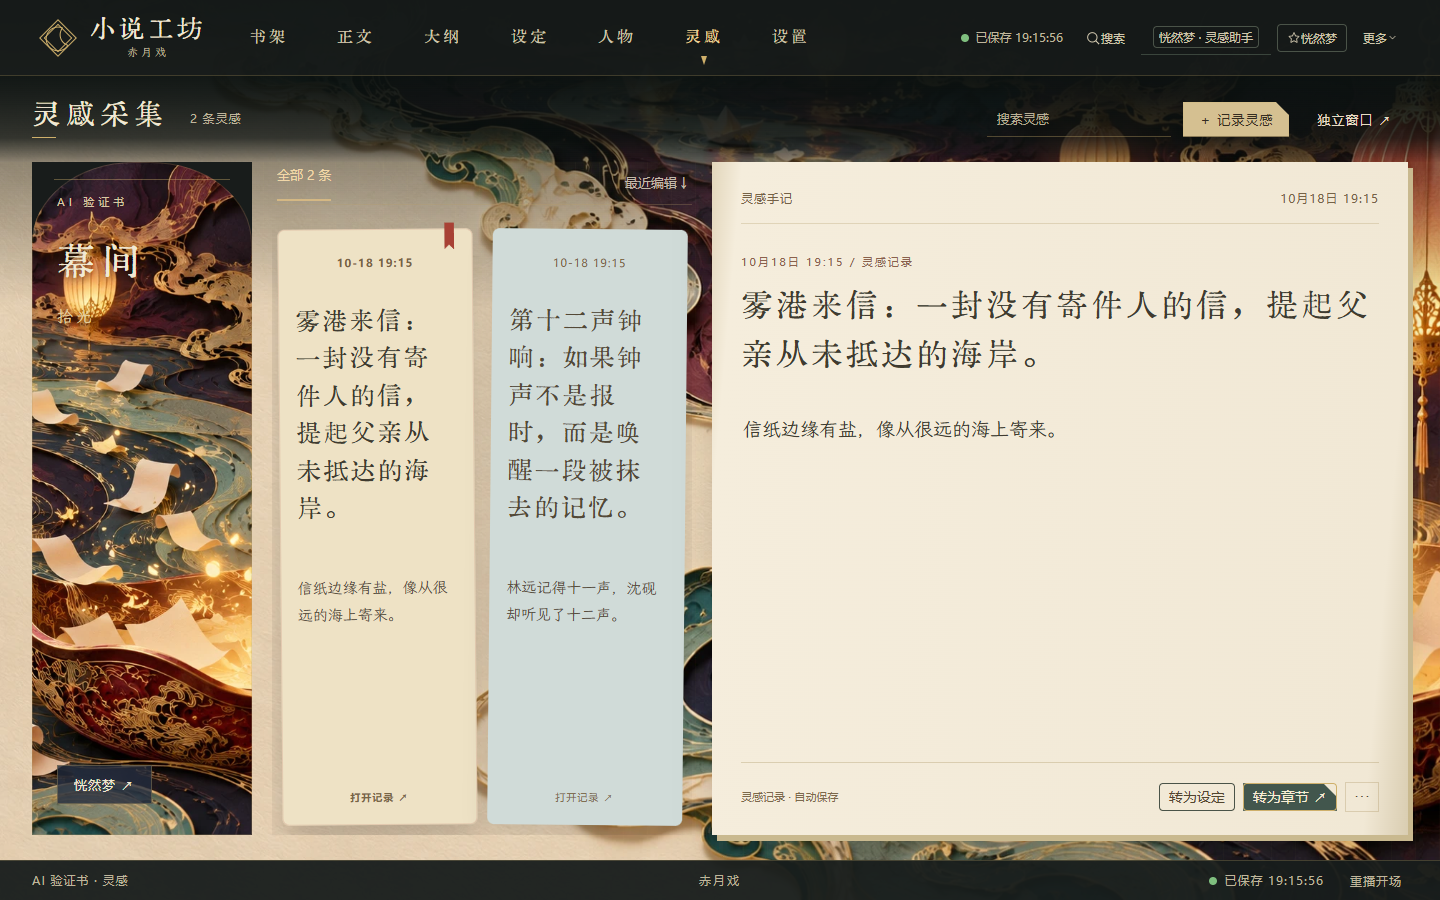 小说工坊
赤月戏
书架
正文
大纲
设定
人物
灵感
设置
已保存 19:15:56
搜索
恍然梦 · 灵感助手
恍然梦
更多
灵感采集
2 条灵感
搜索灵感
+ 记录灵感
独立窗口 ↗
AI 验证书
幕间
拾光
恍然梦 ↗
全部 2 条
最近编辑↓
10-18 19:15
雾港来信：
一封没有寄
件人的信，
提起父亲从
未抵达的海
岸。
信纸边缘有盐，像从很
远的海上寄来。
打开记录 ↗
10-18 19:15
第十二声钟
响：如果钟
声不是报
时，而是唤
醒一段被抹
去的记忆。
林远记得十一声，沈砚
却听见了十二声。
打开记录 ↗
灵感手记
10月18日 19:15
10月18日 19:15 / 灵感记录
雾港来信：一封没有寄件人的信，提起父
亲从未抵达的海岸。
信纸边缘有盐，像从很远的海上寄来。
灵感记录 · 自动保存
转为设定
转为章节 ↗
···
AI 验证书 · 灵感
赤月戏
已保存 19:15:56
重播开场